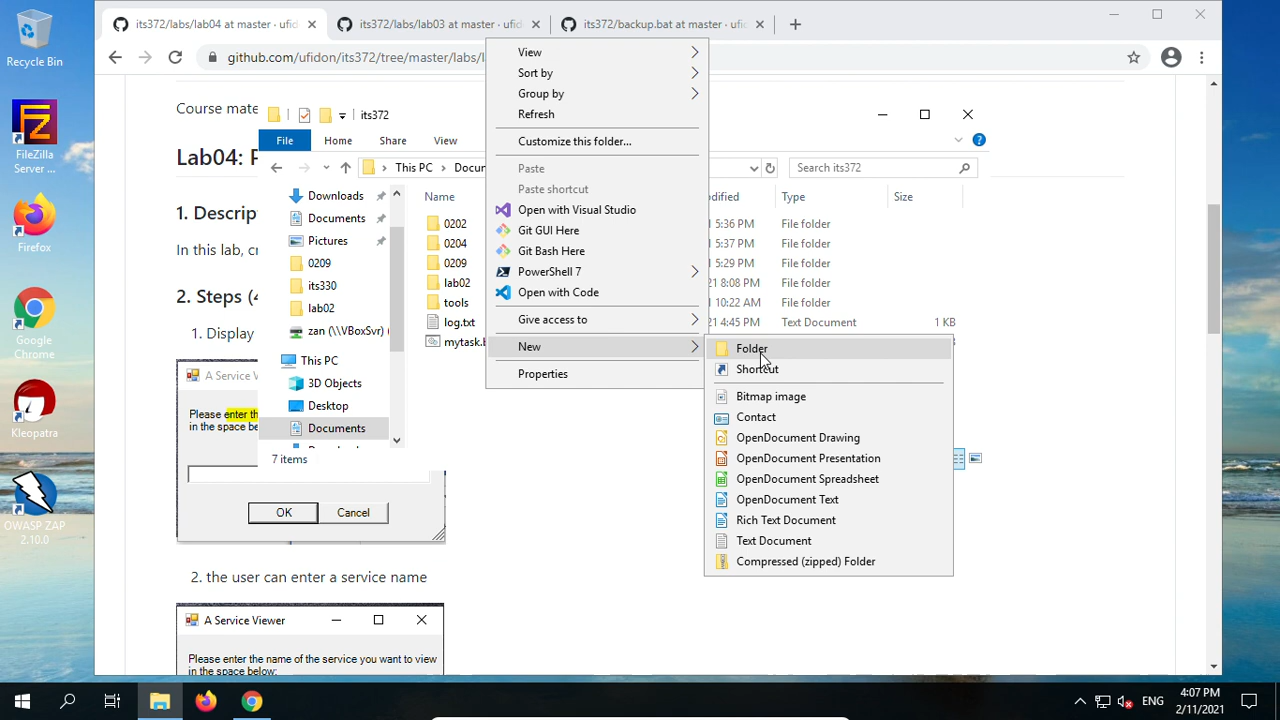 Recycle Bin
FileZilla
Server ...
Firefox
Google
Chrome
Kleopatra
OWASP ZAP
2.10.0
its372/labs/lab04 at master · ufid
its372/labs/lab03 at master · ufid
its372/backup.bat at master · ufid
github.com/ufidon/its372/tree/master/labs/l
Course mate
Lab04: P
1. Descrip
In this lab, cr
2. Steps (4
1. Display
A Service
Please enter th
in the space be
OK
Cancel
2. the user can enter a service name
A Service Viewer
Please enter the name of the service you want to view
in the space below:
its372
File
Home
Share
View
This PC
Docun
Search its372
Downloads
Documents
Pictures
0209
its330
lab02
zan (\\VBoxSvr)
This PC
3D Objects
Desktop
Documents
7 items
Name
odified
Type
Size
0202
5:36 PM
File folder
0204
5:37 PM
File folder
0209
5:29 PM
File folder
lab02
21 8:08 PM
File folder
tools
1 10:22 AM
File folder
log.txt
21 4:45 PM
Text Document
1 KB
mytask.b
View
Sort by
Group by
Refresh
Customize this folder...
Paste
Paste shortcut
Open with Visual Studio
Git GUI Here
Git Bash Here
PowerShell 7
Open with Code
Give access to
New
Properties
Folder
Shortcut
Bitmap image
Contact
OpenDocument Drawing
OpenDocument Presentation
OpenDocument Spreadsheet
OpenDocument Text
Rich Text Document
Text Document
Compressed (zipped) Folder
ENG
4:07 PM
2/11/2021